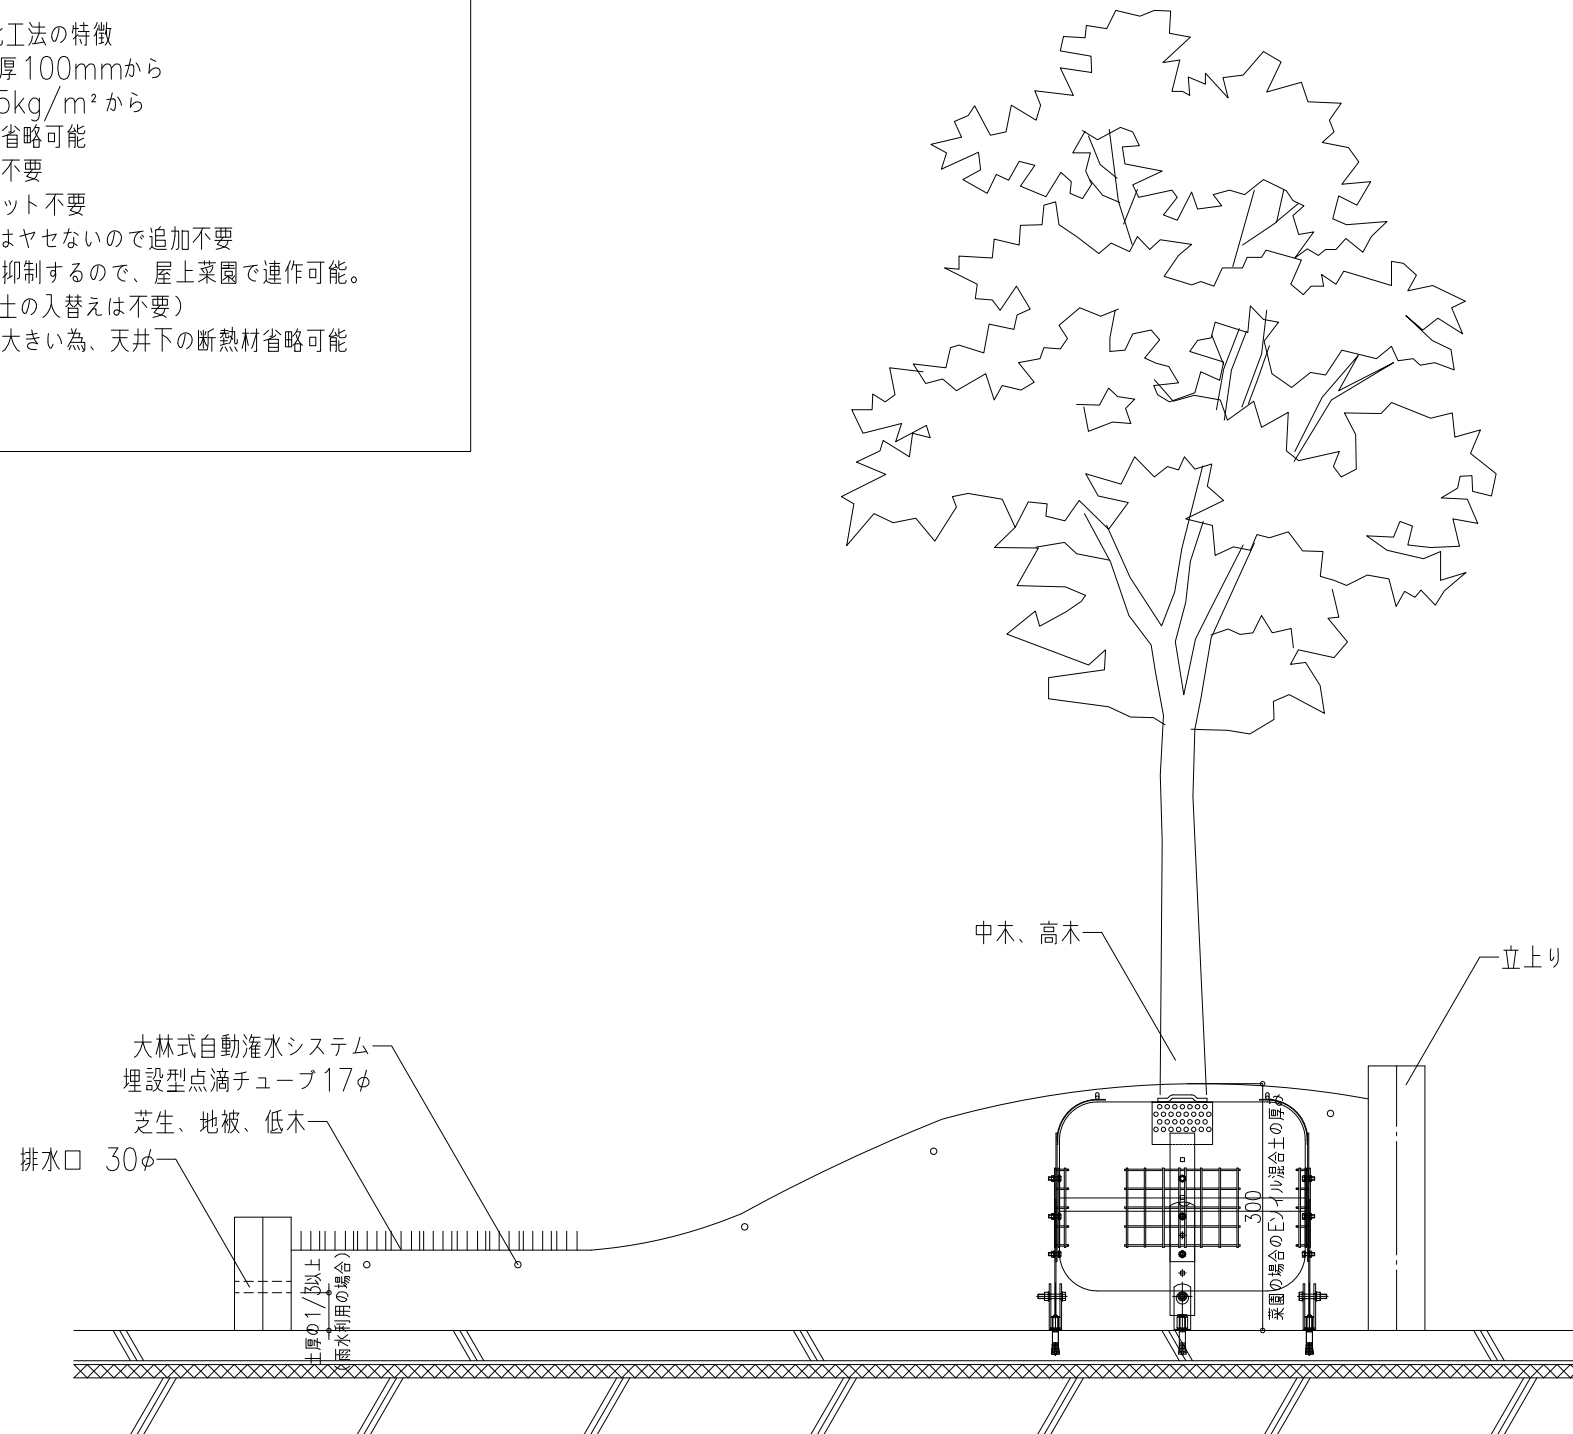 工法の特徴
厚100mmから
5kg/m²から
省略可能
不要
ット不要
はヤセないので追加不要
抑制するので、屋上菜園で連作可能。
土の入替えは不要)
大きい為、天井下の断熱材省略可能
中木、高木
立上り
大林式自動潅水システム
埋設型点滴チューブ17φ
芝生、地被、低木
排水口　30φ
土厚の1/3以上
(雨水利用の場合)
300
菜園の場合のEソイル混合土の厚み